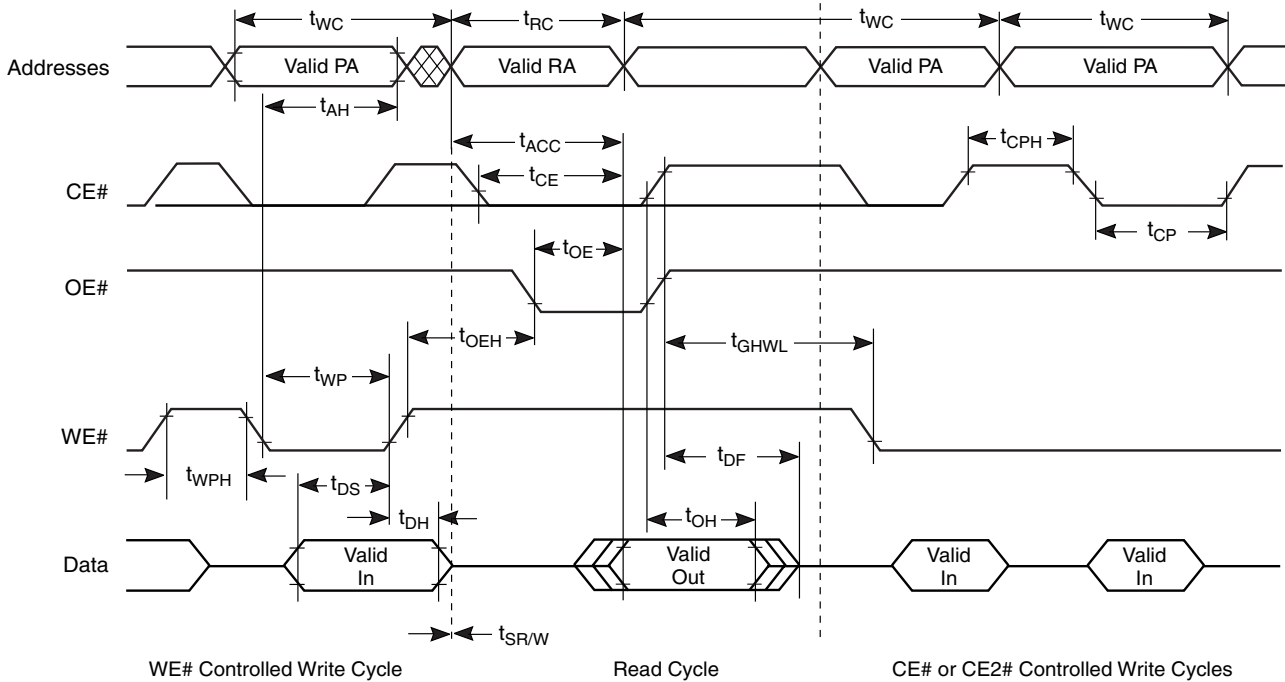 tWC tRC tWC tWC
Addresses Valid PA Valid RA Valid PA Valid PA
tAH
tACC tCPH
CE# tCE
tOE tCP
OE#
tOEH tGHWL
tWP
WE#
tWPH tDS tDF
tDH tOH
Data Valid In Valid Out Valid In Valid In
tSR/W
WE# Controlled Write Cycle Read Cycle CE# or CE2# Controlled Write Cycles